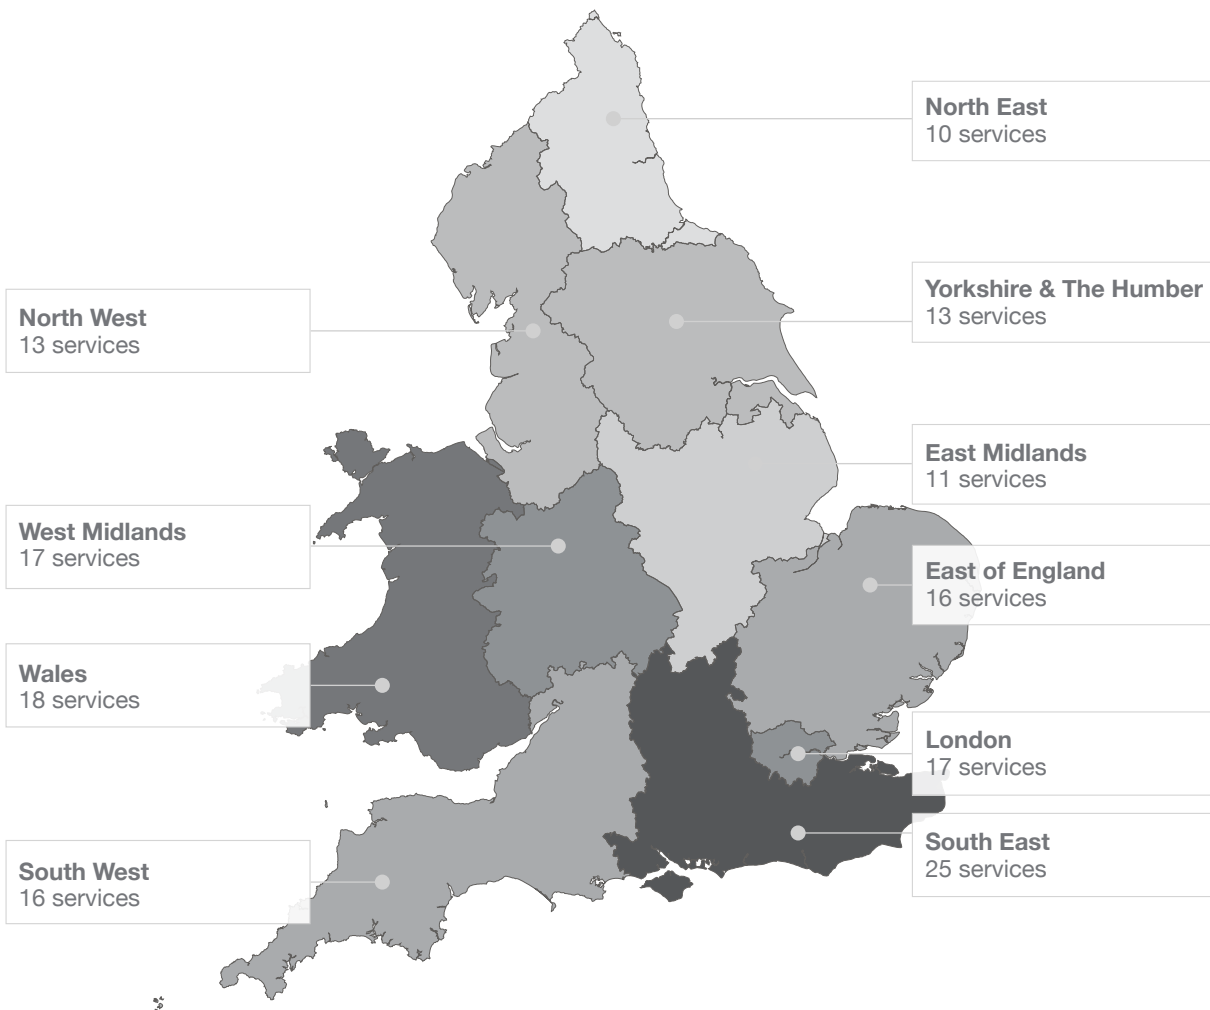 North East
10 services
Yorkshire & The Humber
13 services
North West
13 services
East Midlands
11 services
West Midlands
17 services
East of England
16 services
Wales
18 services
London
17 services
South East
25 services
South West
16 services